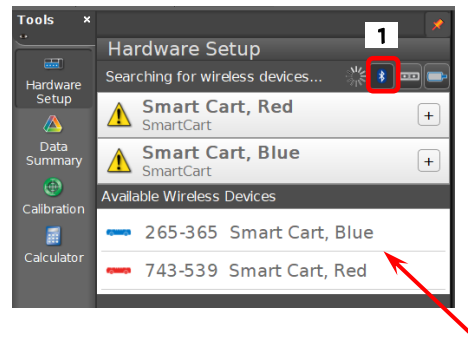 Tools ×
..
1
Hardware Setup
Searching for wireless devices...
Hardware
Setup
Smart Cart, Red
SmartCart
+
Data
Summary
Smart Cart, Blue
SmartCart
+
Calibration
Available Wireless Devices
Calculator
265-365 Smart Cart, Blue
743-539 Smart Cart, Red